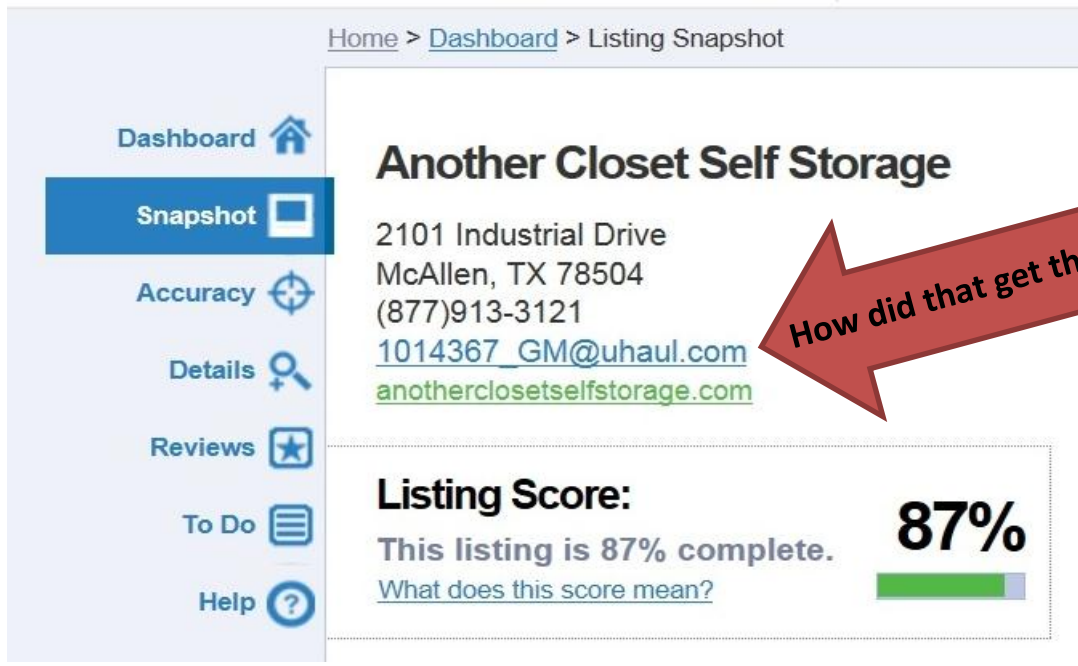 Home > Dashboard > Listing Snapshot
Dashboard
Snapshot
Accuracy
Details
Reviews
To Do
Help
Another Closet Self Storage
2101 Industrial Drive
McAllen, TX 78504
(877)913-3121
1014367_GM@uhaul.com
anotherclosetselfstorage.com
How did that get th
Listing Score:
This listing is 87% complete.
What does this score mean?
87%